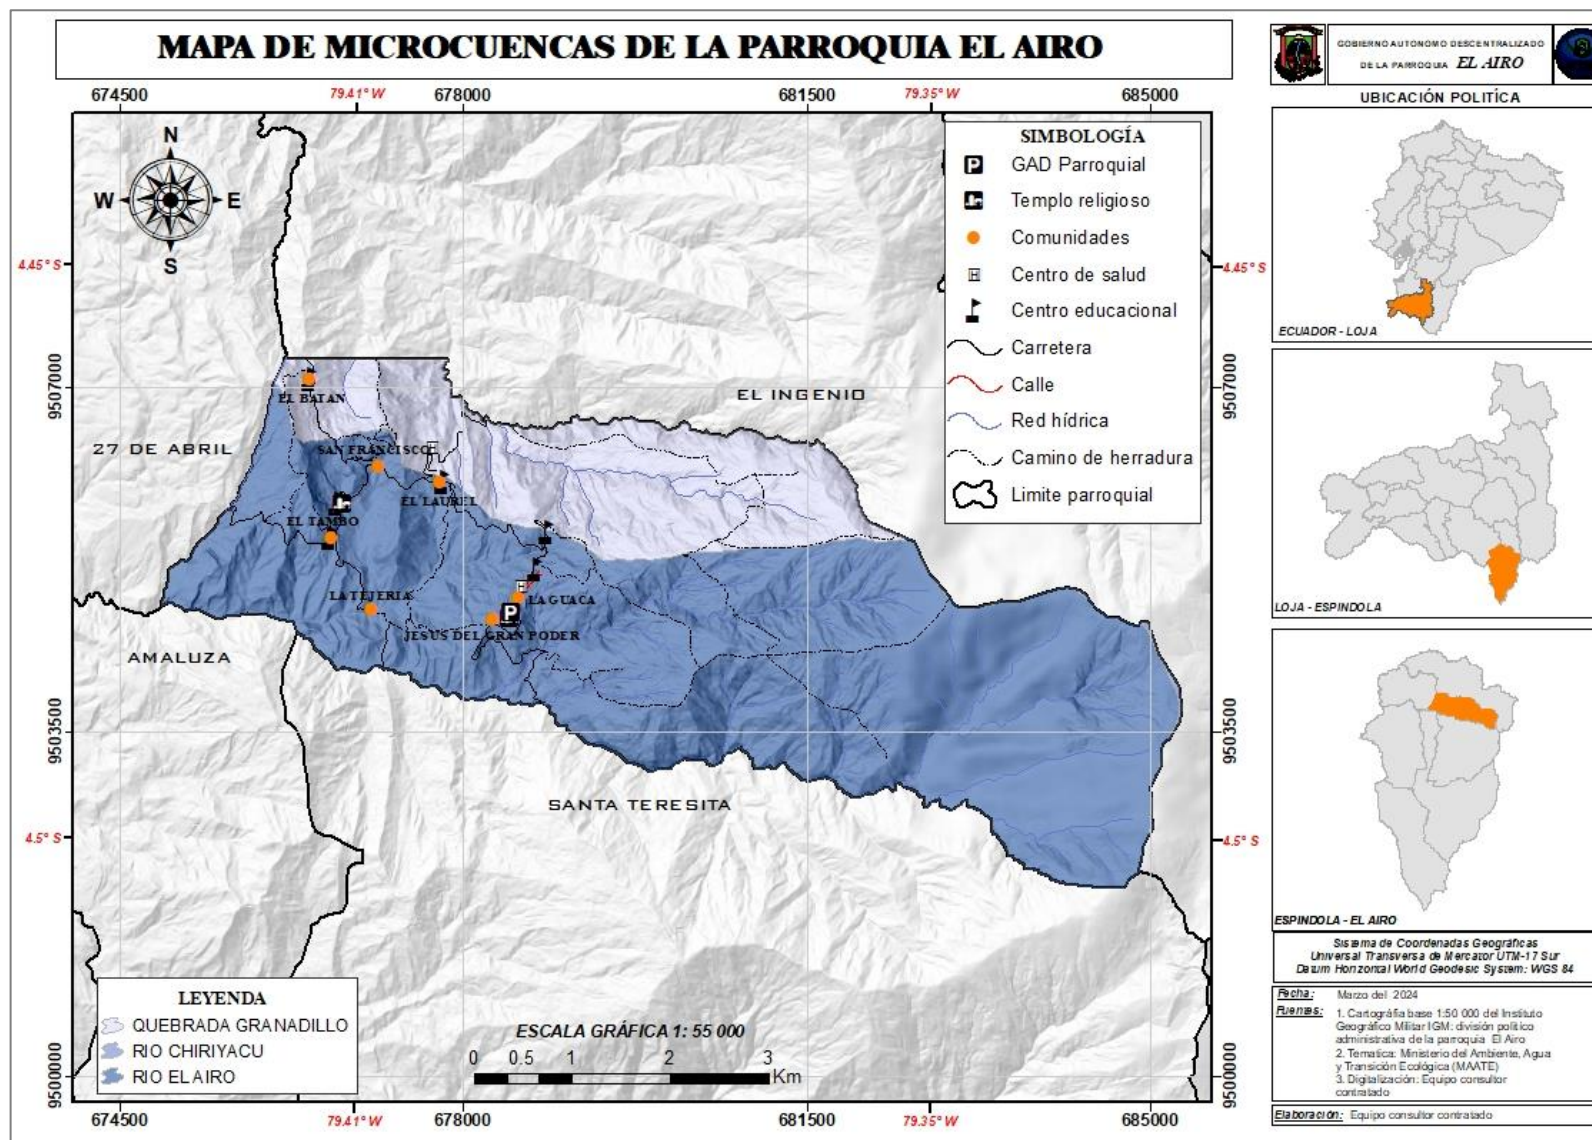 MAPA DE MICROCUENCAS DE LA PARROQUIA EL AIRO
GOBIERNO AUTONOMO DESCENTRALIZADO
DE LA PARROQUIA EL AIRO
UBICACIÓN POLITÍCA
674500
79.41° W
678000
681500
79.35° W
685000
N
W
E
S
SIMBOLOGÍA
P GAD Parroquial
Templo religioso
Comunidades
H Centro de salud
Centro educacional
Carretera
Calle
Red hídrica
Camino de herradura
Limite parroquial
4.45° S
4.45° S
9507000
9507000
EL INGENIO
27 DE ABRIL
EL BATAN
SAN FRANCISCO
EL LAUREL
EL TAMBO
LA TEJERIA
H
LA GUACA
P
JESUS DEL GRAN PODER
AMALUZA
9503500
9503500
SANTA TERESITA
4.5° S
4.5° S
LEYENDA
QUEBRADA GRANADILLO
RIO CHIRIYACU
RIO EL AIRO
ESCALA GRÁFICA 1: 55 000
0 0.5 1 2 3
Km
9500000
9500000
674500
79.41° W
678000
681500
79.35° W
685000
ECUADOR - LOJA
LOJA - ESPINDOLA
ESPINDOLA - EL AIRO
Sistema de Coordenadas Geográficas
Universal Transversa de Mercator UTM-17 Sur
Datum Horizontal World Geodesic System: WGS 84
Fecha: Marzo del 2024
Fuentes: 1. Cartográfia base 1:50 000 del Instituto
Geográfico Militar IGM: división político
administrativa de la parroquia El Airo
2. Tematica: Ministerio del Ambiente, Agua
y Transición Ecológica (MAATE)
3. Digitalización: Equipo consultor
contratado
Elaboración: Equipo consultor contratado